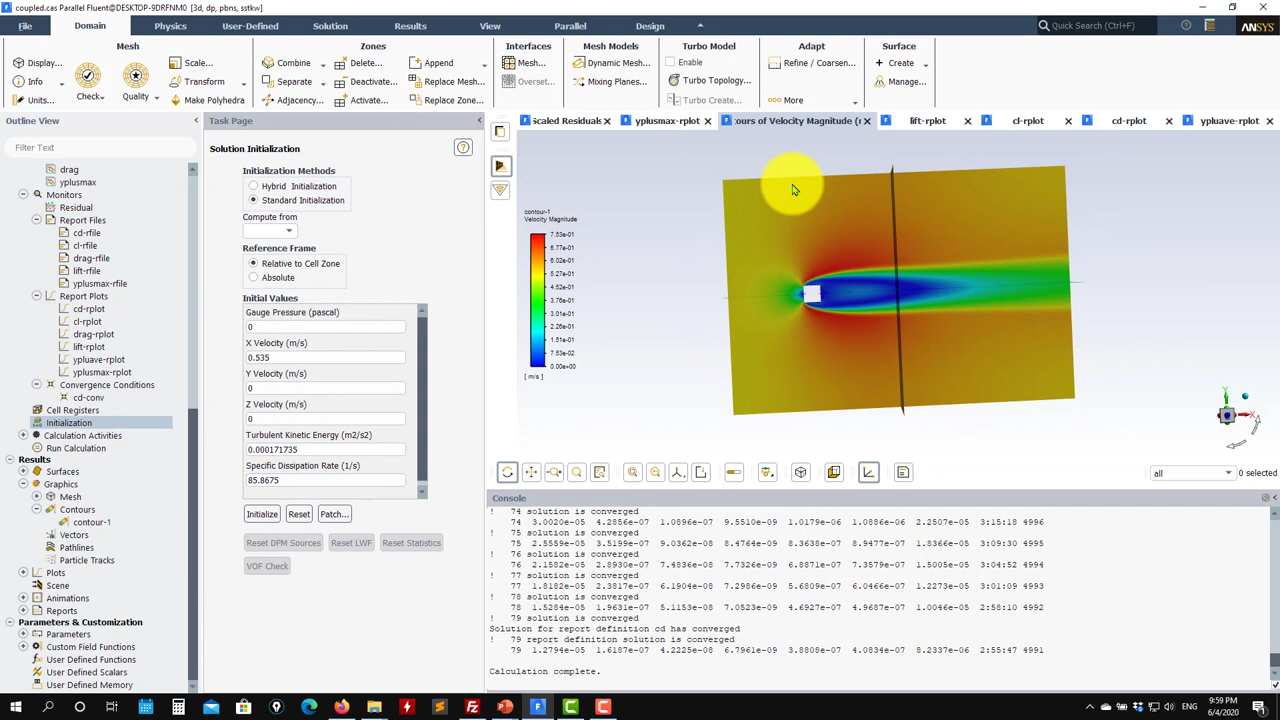 coupled.cas Parallel Fluent@DESKTOP-9DRFNM0 [3d, dp, pbns, sstkw]
File Domain Physics User-Defined Solution Results View Parallel Design
Quick Search (Ctrl+F)
ANSYS
Mesh
Display...
Info
Units...
Check
Quality
Scale...
Transform
Make Polyhedra
Zones
Combine
Separate
Adjacency...
Delete...
Deactivate...
Activate...
Append
Replace Mesh...
Replace Zone...
Interfaces
Mesh...
Overset...
Mesh Models
Dynamic Mesh...
Mixing Planes...
Turbo Model
Enable
Turbo Topology...
Turbo Create...
Adapt
Refine / Coarsen...
More
Surface
Create
Manage...
Outline View
Filter Text
drag
yplusmax
Monitors
Residual
Report Files
cd-rfile
cl-rfile
drag-rfile
lift-rfile
yplusmax-rfile
Report Plots
cd-rplot
cl-rplot
drag-rplot
lift-rplot
ypluave-rplot
yplusmax-rplot
Convergence Conditions
cd-conv
Cell Registers
Initialization
Calculation Activities
Run Calculation
Results
Surfaces
Graphics
Mesh
Contours
contour-1
Vectors
Pathlines
Particle Tracks
Plots
Scene
Animations
Reports
Parameters & Customization
Parameters
Custom Field Functions
User Defined Functions
User Defined Scalars
User Defined Memory
Task Page
Solution Initialization
Initialization Methods
Hybrid Initialization
Standard Initialization
Compute from
Reference Frame
Relative to Cell Zone
Absolute
Initial Values
Gauge Pressure (pascal)
0
X Velocity (m/s)
0.535
Y Velocity (m/s)
0
Z Velocity (m/s)
0
Turbulent Kinetic Energy (m2/s2)
0.000171735
Specific Dissipation Rate (1/s)
85.8675
Initialize Reset Patch...
Reset DPM Sources Reset LWF Reset Statistics
VOF Check
Scaled Residuals yplusmax-rplot tours of Velocity Magnitude (r lift-rplot cl-rplot cd-rplot ypluave-rplot
contour-1
Velocity Magnitude
7.53e-01
6.77e-01
6.02e-01
5.27e-01
4.52e-01
3.76e-01
3.01e-01
2.26e-01
1.51e-01
7.53e-02
0.00e+00
[ m/s ]
Y
X
all
0 selected
Console
! 74 solution is converged
74 3.0020e-05 4.2856e-07 1.0896e-07 9.5510e-09 1.0179e-06 1.0886e-06 2.2507e-05 3:15:18 4996
! 75 solution is converged
75 2.5559e-05 3.5199e-07 9.0362e-08 8.4764e-09 8.3638e-07 8.9477e-07 1.8366e-05 3:09:30 4995
! 76 solution is converged
76 2.1582e-05 2.8930e-07 7.4836e-08 7.7326e-09 6.8871e-07 7.3579e-07 1.5005e-05 3:04:52 4994
! 77 solution is converged
77 1.8182e-05 2.3817e-07 6.1904e-08 7.2986e-09 5.6809e-07 6.0466e-07 1.2273e-05 3:01:09 4993
! 78 solution is converged
78 1.5284e-05 1.9631e-07 5.1153e-08 7.0523e-09 4.6927e-07 4.9687e-07 1.0046e-05 2:58:10 4992
! 79 solution is converged
Solution for report definition cd has converged
! 79 report definition solution is converged
79 1.2794e-05 1.6187e-07 4.2225e-08 6.7961e-09 3.8808e-07 4.0834e-07 8.2337e-06 2:55:47 4991
Calculation complete.
ENG
9:59 PM
6/4/2020